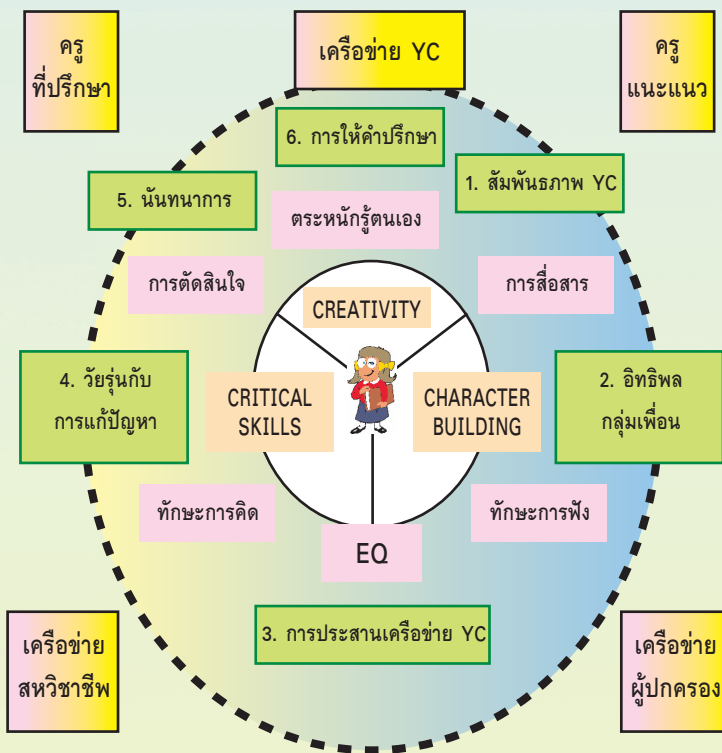 ครู
ที่ปรึกษา
เครือข่าย YC
ครู
แนะแนว
6. การให้คำปรึกษา
1. สัมพันธภาพ YC
5. นันทนาการ
ตระหนักรู้ตนเอง
การตัดสินใจ
การสื่อสาร
CREATIVITY
4. วัยรุ่นกับ
การแก้ปัญหา
CRITICAL
SKILLS
CHARACTER
BUILDING
2. อิทธิพล
กลุ่มเพื่อน
ทักษะการคิด
ทักษะการฟัง
EQ
3. การประสานเครือข่าย YC
เครือข่าย
สหวิชาชีพ
เครือข่าย
ผู้ปกครอง